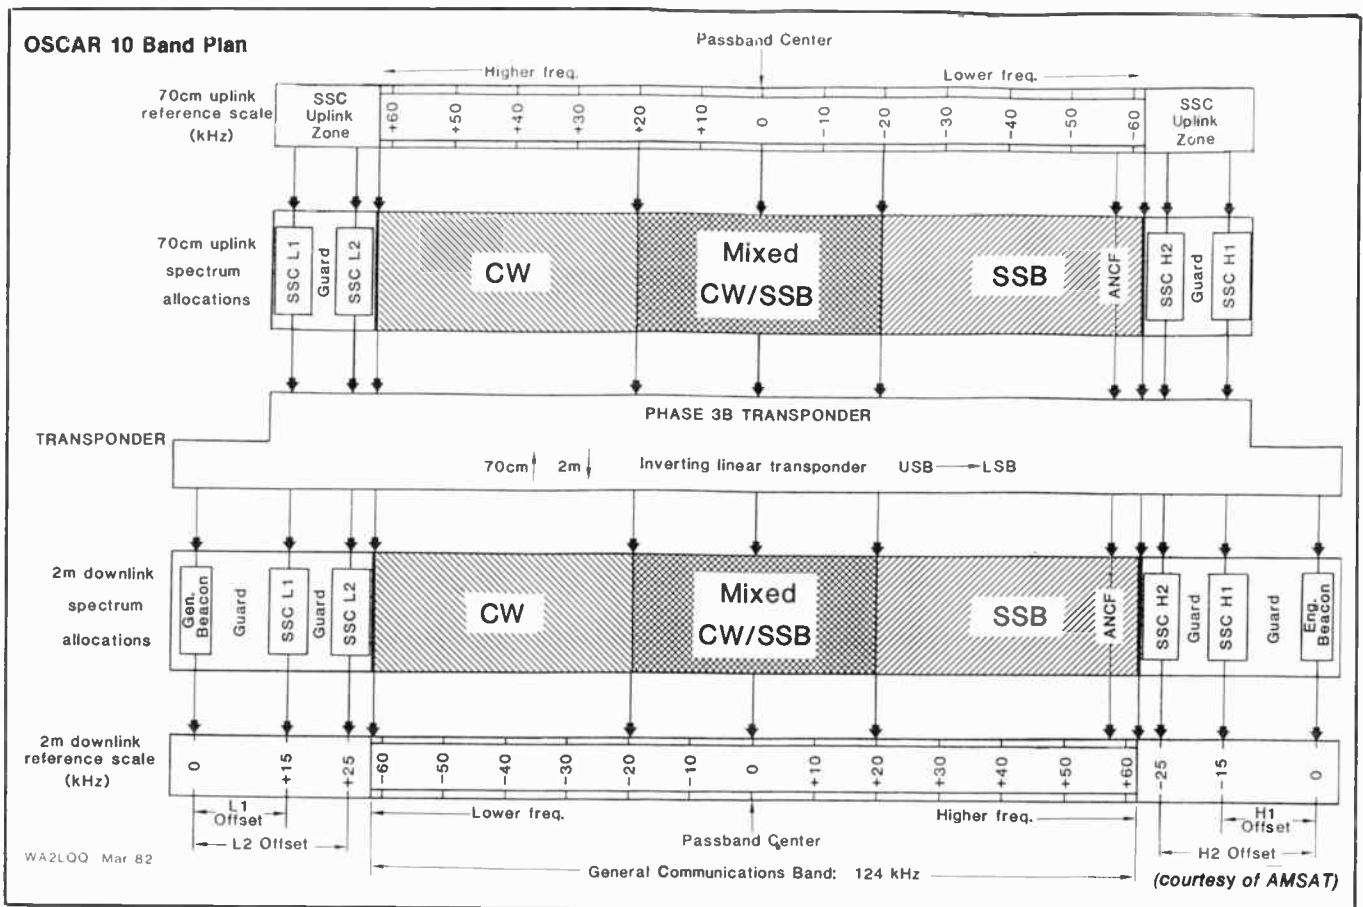 OSCAR 10 Band Plan
Passband Center
Higher freq.
Lower freq.
70cm uplink
reference scale
(kHz)
SSC
Uplink
Zone
+60
+50
+40
+30
+20
+10
0
-10
-20
-30
-40
-50
-60
SSC
Uplink
Zone
70cm uplink
spectrum
allocations
SSC L1
Guard
SSC L2
CW
Mixed
CW/SSB
SSB
ANCF
SSC H2
Guard
SSC H1
TRANSPONDER
PHASE 3B TRANSPONDER
70cm
2m
Inverting linear transponder
USB
LSB
2m downlink
spectrum
allocations
Gen.
Beacon
Guard
SSC L1
Guard
SSC L2
CW
Mixed
CW/SSB
SSB
ANCF
SSC H2
Guard
SSC H1
Guard
Eng.
Beacon
2m downlink
reference scale
(kHz)
0
+15
+25
-60
-50
-40
-30
-20
-10
0
+10
+20
+30
+40
+50
+60
-25
-15
0
L1
Offset
L2 Offset
Lower freq.
Higher freq.
Passband Center
H1
Offset
H2 Offset
General Communications Band: 124 kHz
WA2LQQ Mar 82
(courtesy of AMSAT)